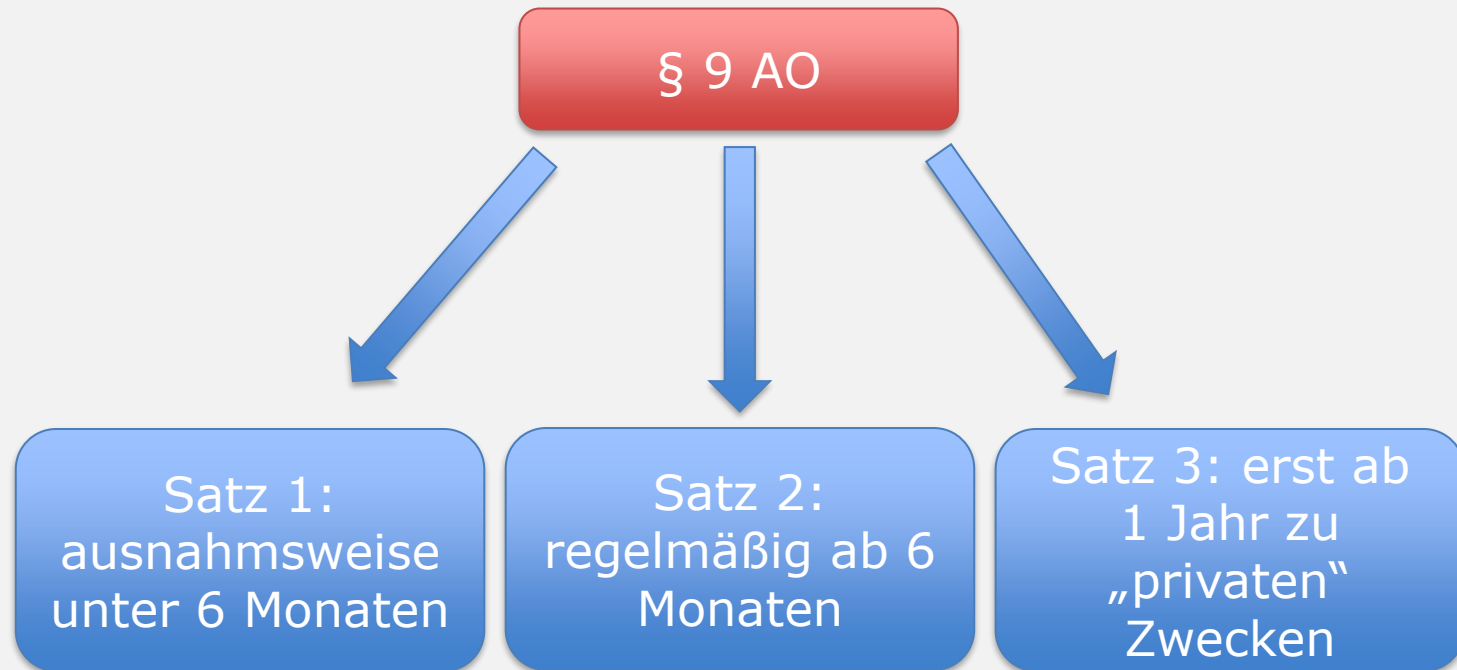 § 9 AO
Satz 1:
ausnahmsweise
unter 6 Monaten
Satz 2:
regelmäßig ab 6
Monaten
Satz 3: erst ab
1 Jahr zu
„privaten“
Zwecken